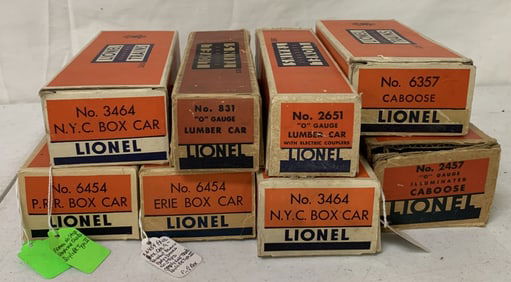 No. 3464
N.Y.C. BOX CAR
LIONEL
No. 831
"O" GAUGE
LUMBER CAR
LIONEL
No. 2651
"O" GAUGE
LUMBER CAR
WITH ELECTRIC COUPLERS
LIONEL
No. 6357
CABOOSE
LIONEL
No. 6454
P.R.R. BOX CAR
LIONEL
No. 6454
ERIE BOX CAR
LIONEL
No. 3464
N.Y.C. BOX CAR
LIONEL
No. 2457
"O" GAUGE
ILLUMINATED
CABOOSE
LIONEL